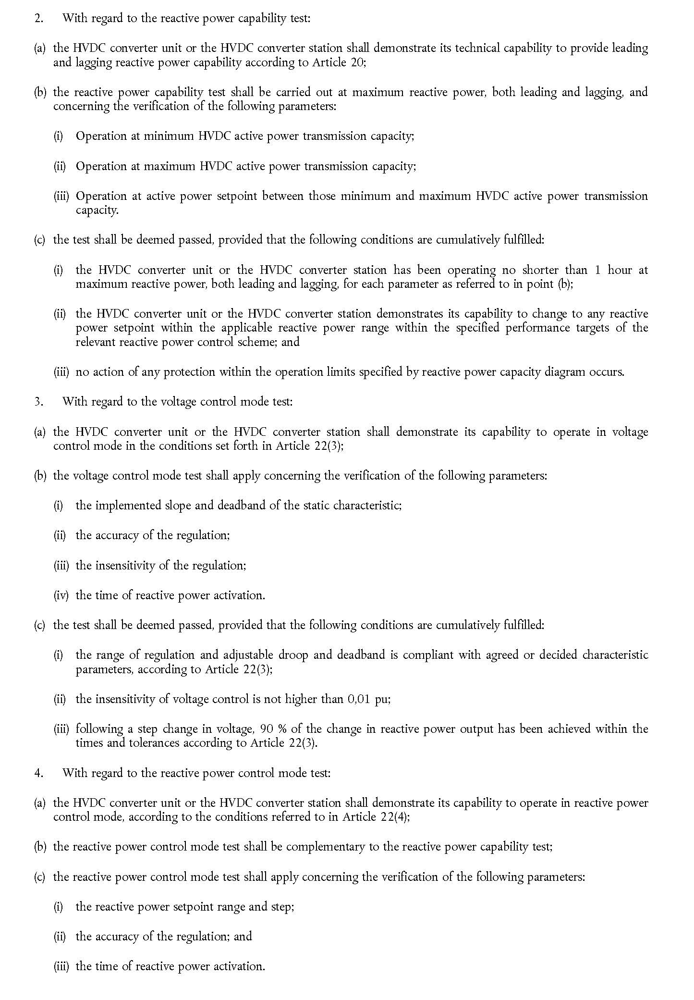 2. With regard to the reactive power capability test:
(a) the HVDC converter unit or the HVDC converter station shall demonstrate its technical capability to provide leading
and lagging reactive power capability according to Article 20;
(b) the reactive power capability test shall be carried out at maximum reactive power, both leading and lagging, and
concerning the verification of the following parameters:
(i) Operation at minimum HVDC active power transmission capacity;
(ii) Operation at maximum HVDC active power transmission capacity;
(iii) Operation at active power setpoint between those minimum and maximum HVDC active power transmission
capacity.
(c) the test shall be deemed passed, provided that the following conditions are cumulatively fulfilled:
(i) the HVDC converter unit or the HVDC converter station has been operating no shorter than 1 hour at
maximum reactive power, both leading and lagging, for each parameter as referred to in point (b);
(ii) the HVDC converter unit or the HVDC converter station demonstrates its capability to change to any reactive
power setpoint within the applicable reactive power range within the specified performance targets of the
relevant reactive power control scheme; and
(iii) no action of any protection within the operation limits specified by reactive power capacity diagram occurs.
3. With regard to the voltage control mode test:
(a) the HVDC converter unit or the HVDC converter station shall demonstrate its capability to operate in voltage
control mode in the conditions set forth in Article 22(3);
(b) the voltage control mode test shall apply concerning the verification of the following parameters:
(i) the implemented slope and deadband of the static characteristic;
(ii) the accuracy of the regulation;
(iii) the insensitivity of the regulation;
(iv) the time of reactive power activation.
(c) the test shall be deemed passed, provided that the following conditions are cumulatively fulfilled:
(i) the range of regulation and adjustable droop and deadband is compliant with agreed or decided characteristic
parameters, according to Article 22(3);
(ii) the insensitivity of voltage control is not higher than 0,01 pu;
(iii) following a step change in voltage, 90 % of the change in reactive power output has been achieved within the
times and tolerances according to Article 22(3).
4. With regard to the reactive power control mode test:
(a) the HVDC converter unit or the HVDC converter station shall demonstrate its capability to operate in reactive power
control mode, according to the conditions referred to in Article 22(4);
(b) the reactive power control mode test shall be complementary to the reactive power capability test;
(c) the reactive power control mode test shall apply concerning the verification of the following parameters:
(i) the reactive power setpoint range and step;
(ii) the accuracy of the regulation; and
(iii) the time of reactive power activation.